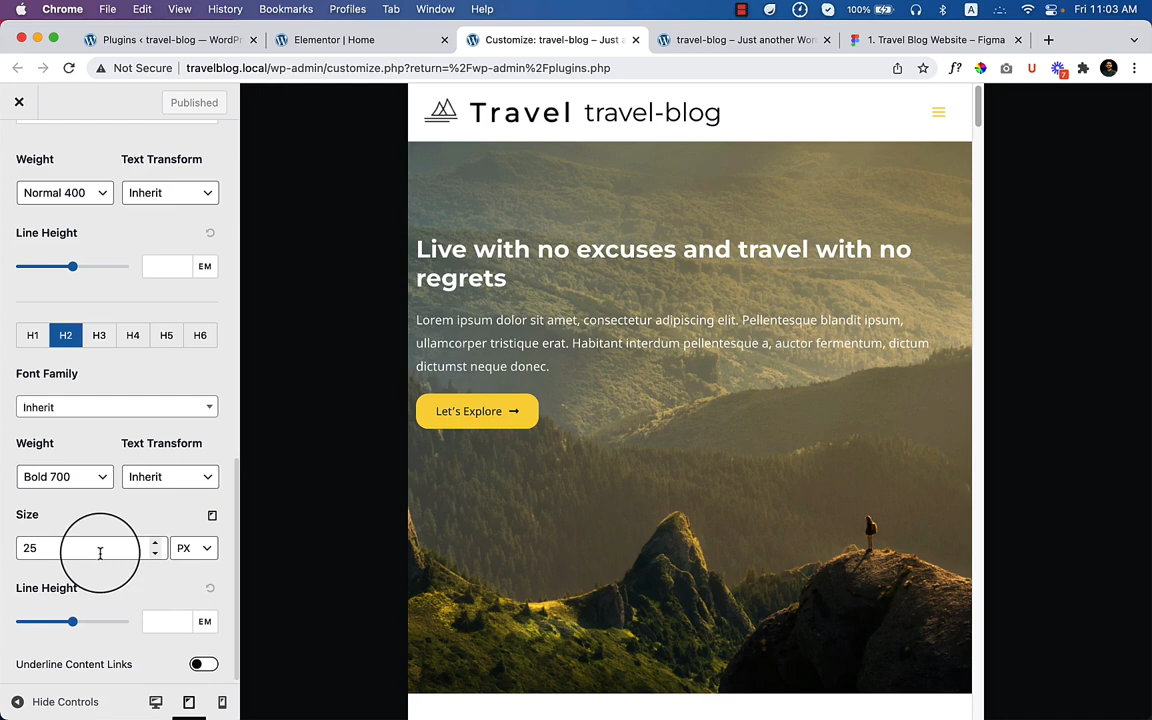 Chrome File Edit View History Bookmarks Profiles Tab Window Help 100% A Fri 11:03 AM
Plugins ‹ travel-blog — WordPr Elementor | Home Customize: travel-blog – Just a travel-blog – Just another Wor 1. Travel Blog Website – Figma
Not Secure travelblog.local/wp-admin/customize.php?return=%2Fwp-admin%2Fplugins.php f? U 7
Published
Travel travel-blog
Weight Text Transform
Normal 400 Inherit
Line Height
EM
H1 H2 H3 H4 H5 H6
Font Family
Inherit
Weight Text Transform
Bold 700 Inherit
Size
25 PX
Line Height
EM
Underline Content Links
Hide Controls
Live with no excuses and travel with no
regrets
Lorem ipsum dolor sit amet, consectetur adipiscing elit. Pellentesque blandit ipsum,
ullamcorper tristique erat. Habitant interdum pellentesque a, auctor fermentum, dictum
dictumst neque donec.
Let's Explore